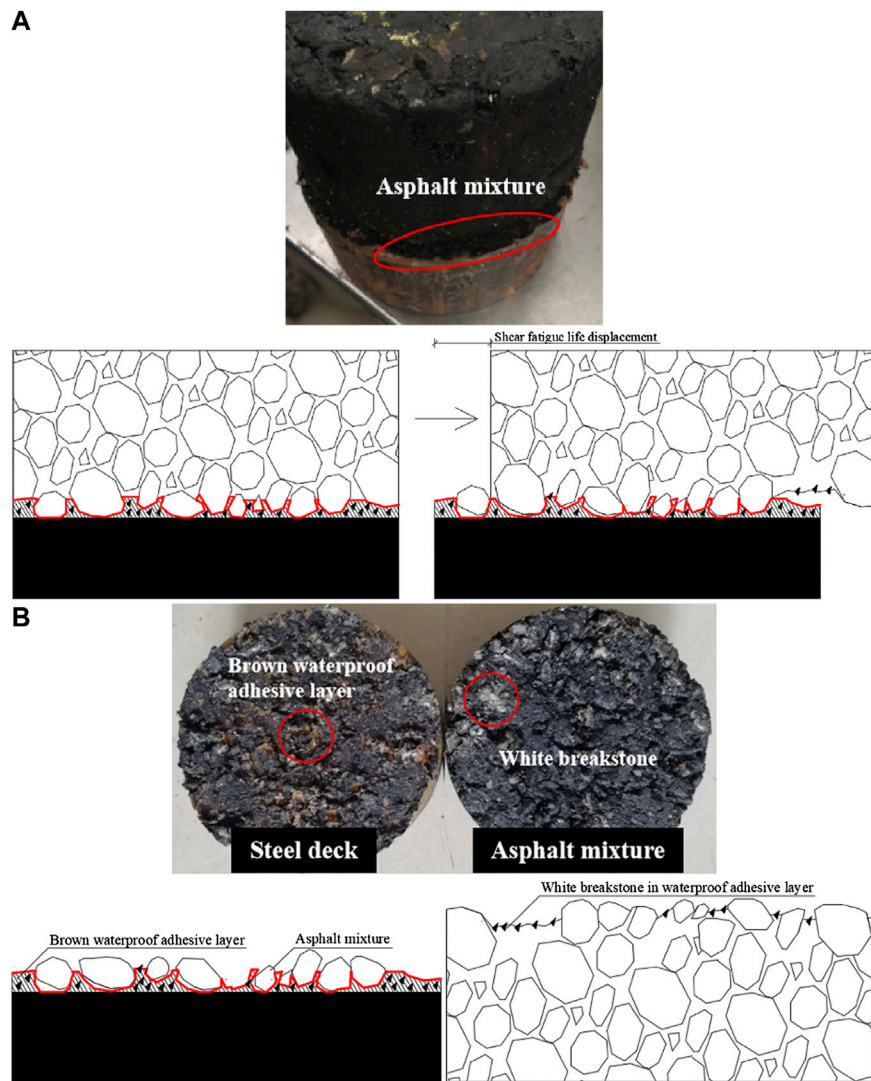 A
Asphalt mixture
Shear fatigue life displacement
B
Brown waterproof
adhesive layer
White breakstone
Steel deck
Asphalt mixture
White breakstone in waterproof adhesive layer
Brown waterproof adhesive layer
Asphalt mixture